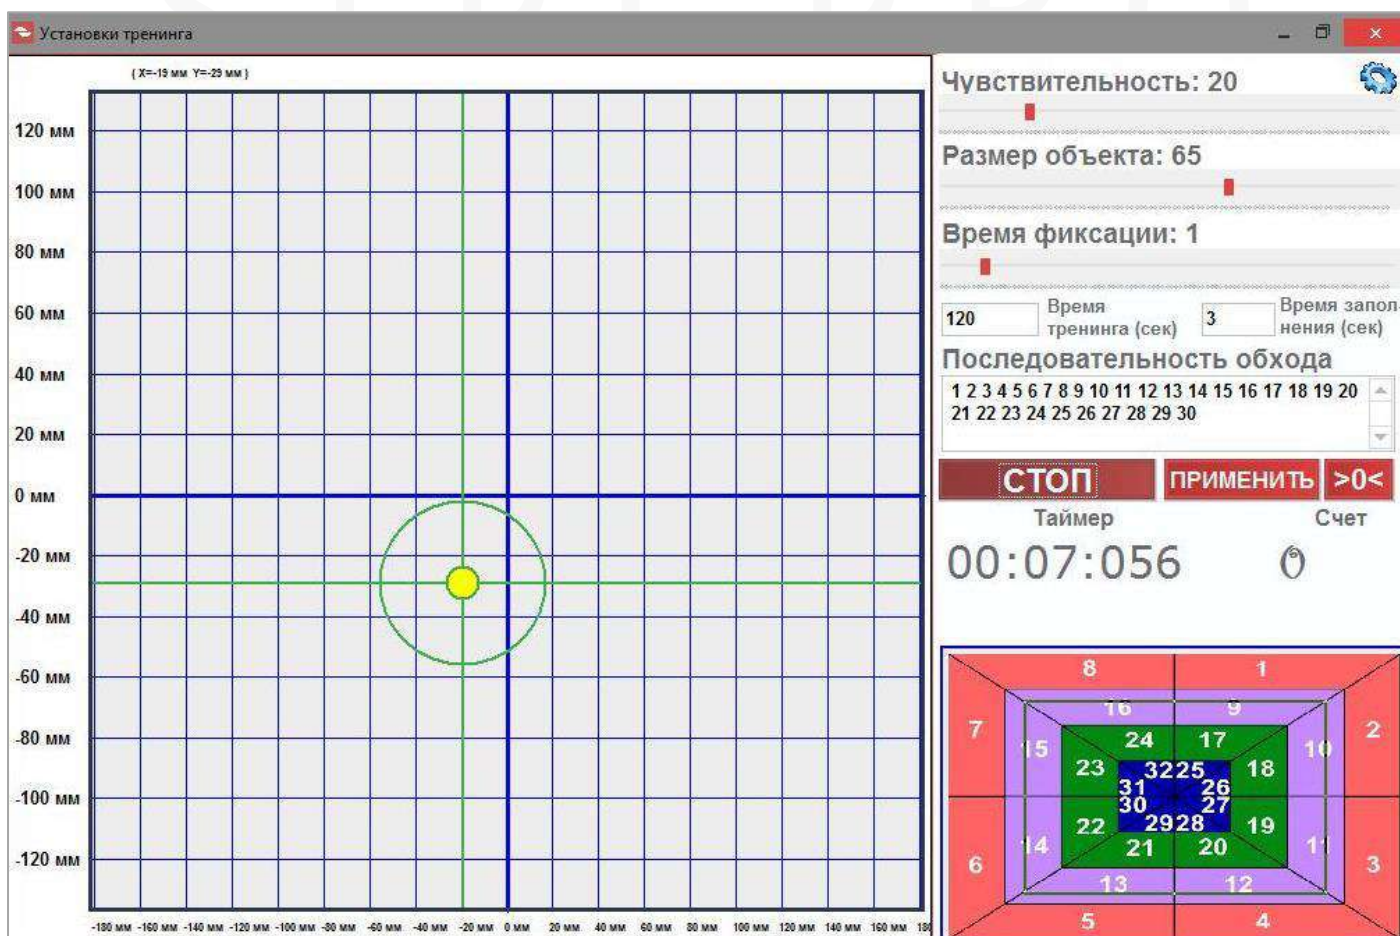 Установки тренинга
( X=-19 мм Y=-29 мм )
120 мм
100 мм
80 мм
60 мм
40 мм
20 мм
0 мм
-20 мм
-40 мм
-60 мм
-80 мм
-100 мм
-120 мм
-180 мм -160 мм -140 мм -120 мм -100 мм -80 мм -60 мм -40 мм -20 мм 0 мм 20 мм 40 мм 60 мм 80 мм 100 мм 120 мм 140 мм 160 мм 180
Чувствительность: 20
Размер объекта: 65
Время фиксации: 1
120 Время тренинга (сек) 3 Время запол- нения (сек)
Последовательность обхода
1 2 3 4 5 6 7 8 9 10 11 12 13 14 15 16 17 18 19 20
21 22 23 24 25 26 27 28 29 30
СТОП ПРИМЕНИТЬ >0<
Таймер Счет
00:07:056 0
8 1
16 9
7 2
15 24 17 10
23 32 25 18
31 26
30 27
22 29 28 19
14 21 20 11
6 3
13 12
5 4